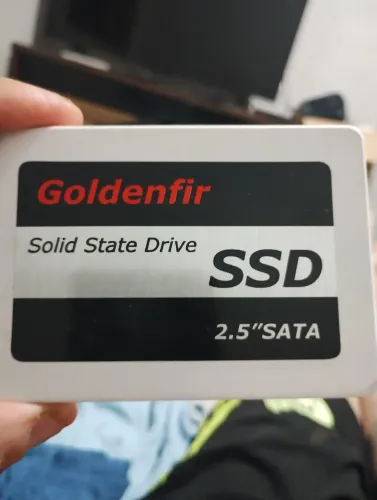 Goldenfir
Solid State Drive
SSD
2.5"SATA